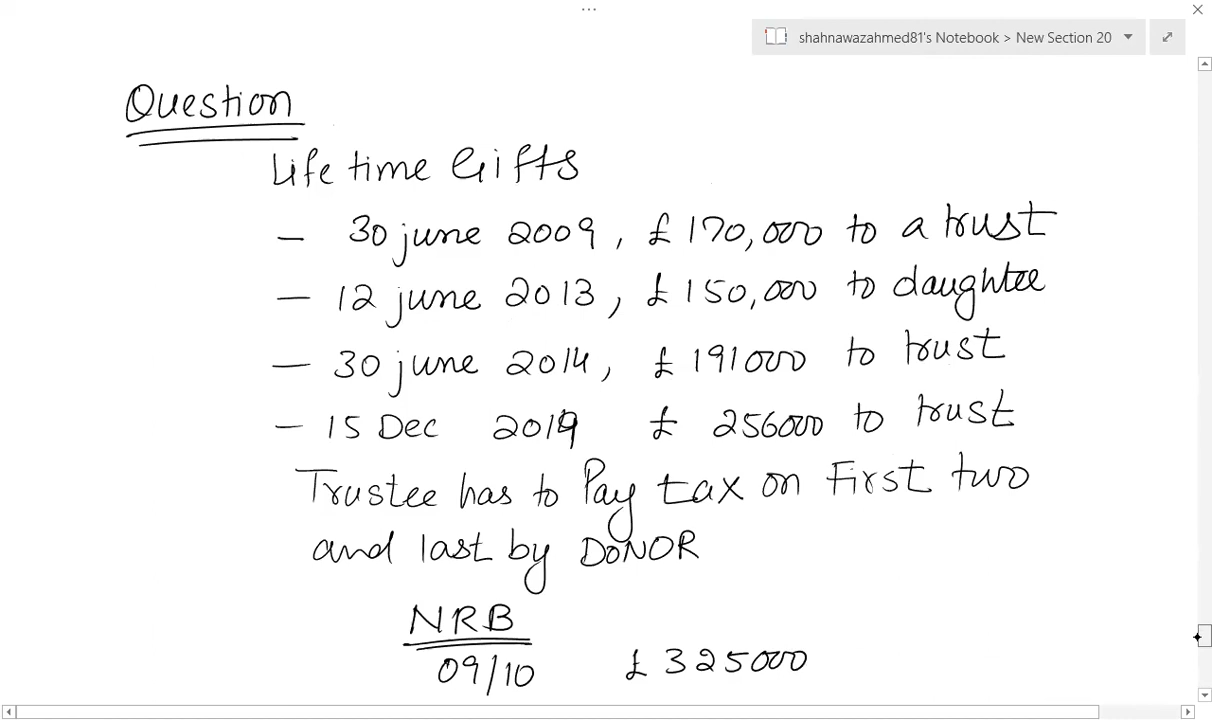 ...
shahnawazahmed81's Notebook > New Section 20
Question
Life time Gifts
- 30 june 2009, £170,000 to a trust
- 12 june 2013, £150,000 to daughter
- 30 june 2014, £191000 to trust
- 15 Dec 2019 £ 256000 to trust
Trustee has to Pay tax on First two
and last by DONOR
NRB
09/10 £325000